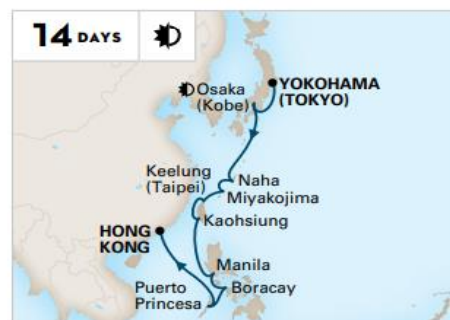 14 DAYS
YOKOHAMA
(TOKYO)
Osaka
(Kobe)
Keelung
(Taipei)
Naha
Miyakojima
Kaohsiung
HONG
KONG
Manila
Puerto
Princesa
Boracay